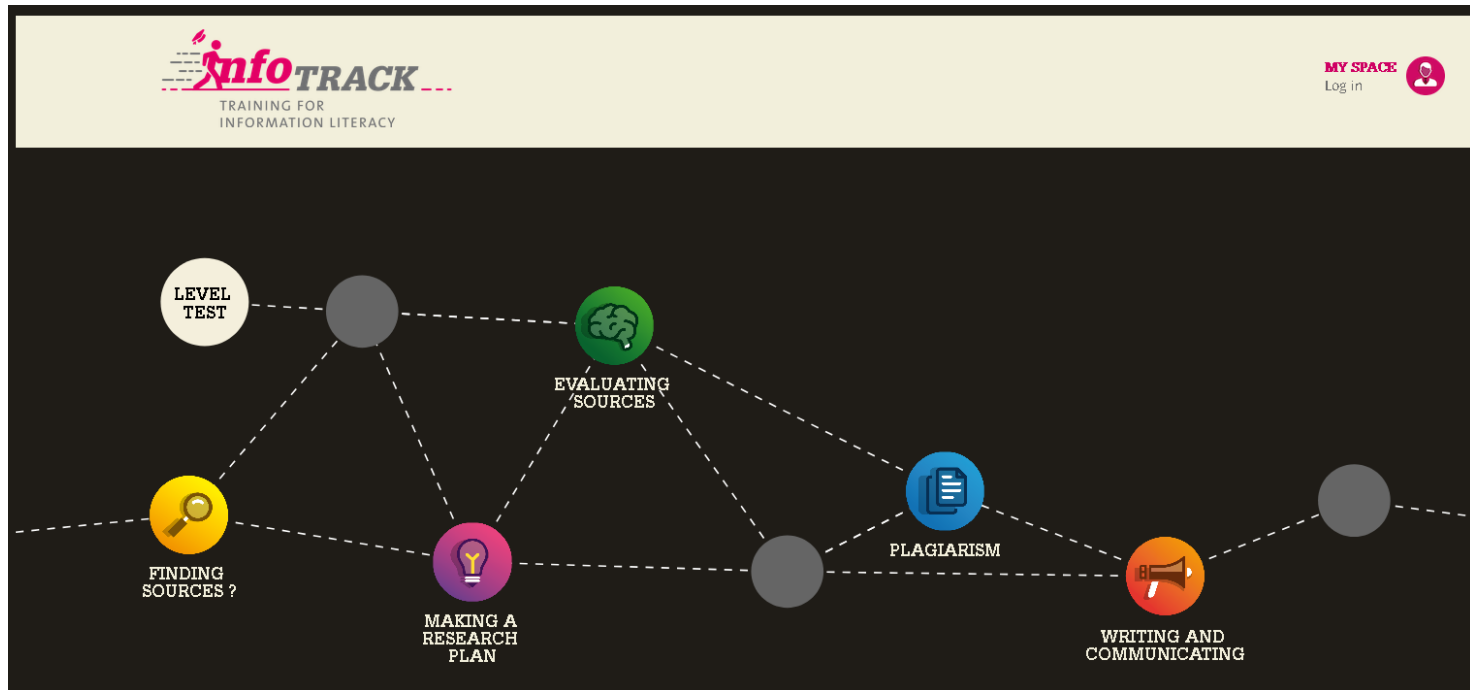 infoTRACK
TRAINING FOR
INFORMATION LITERACY
MY SPACE
Log in
LEVEL
TEST
EVALUATING
SOURCES
FINDING
SOURCES ?
MAKING A
RESEARCH
PLAN
PLAGIARISM
WRITING AND
COMMUNICATING